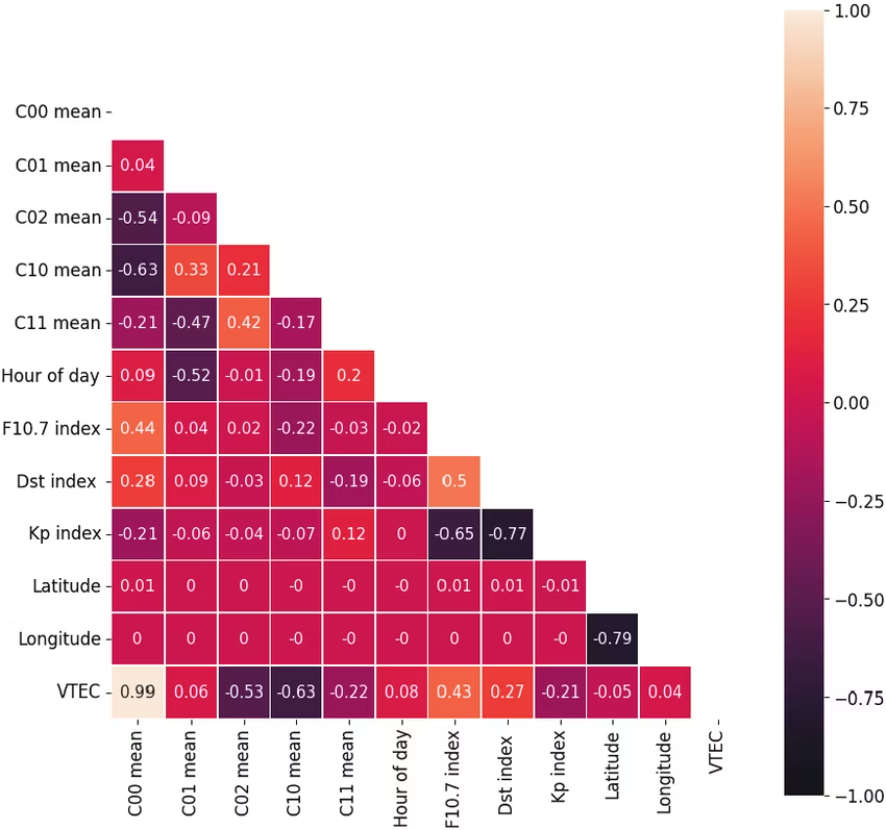 1.00
0.75
0.50
0.25
0.00
−0.25
−0.50
−0.75
−1.00
C00 mean
C01 mean 0.04
C02 mean -0.54 -0.09
C10 mean -0.63 0.33 0.21
C11 mean -0.21 -0.47 0.42 -0.17
Hour of day 0.09 -0.52 -0.01 -0.19 0.2
F10.7 index 0.44 0.04 0.02 -0.22 -0.03 -0.02
Dst index 0.28 0.09 -0.03 0.12 -0.19 -0.06 0.5
Kp index -0.21 -0.06 -0.04 -0.07 0.12 0 -0.65 -0.77
Latitude 0.01 0 0 -0 -0 -0 0.01 0.01 -0.01
Longitude 0 0 0 -0 -0 -0 0 0 -0 -0.79
VTEC 0.99 0.06 -0.53 -0.63 -0.22 0.08 0.43 0.27 -0.21 -0.05 0.04
C00 mean
C01 mean
C02 mean
C10 mean
C11 mean
Hour of day
F10.7 index
Dst index
Kp index
Latitude
Longitude
VTEC